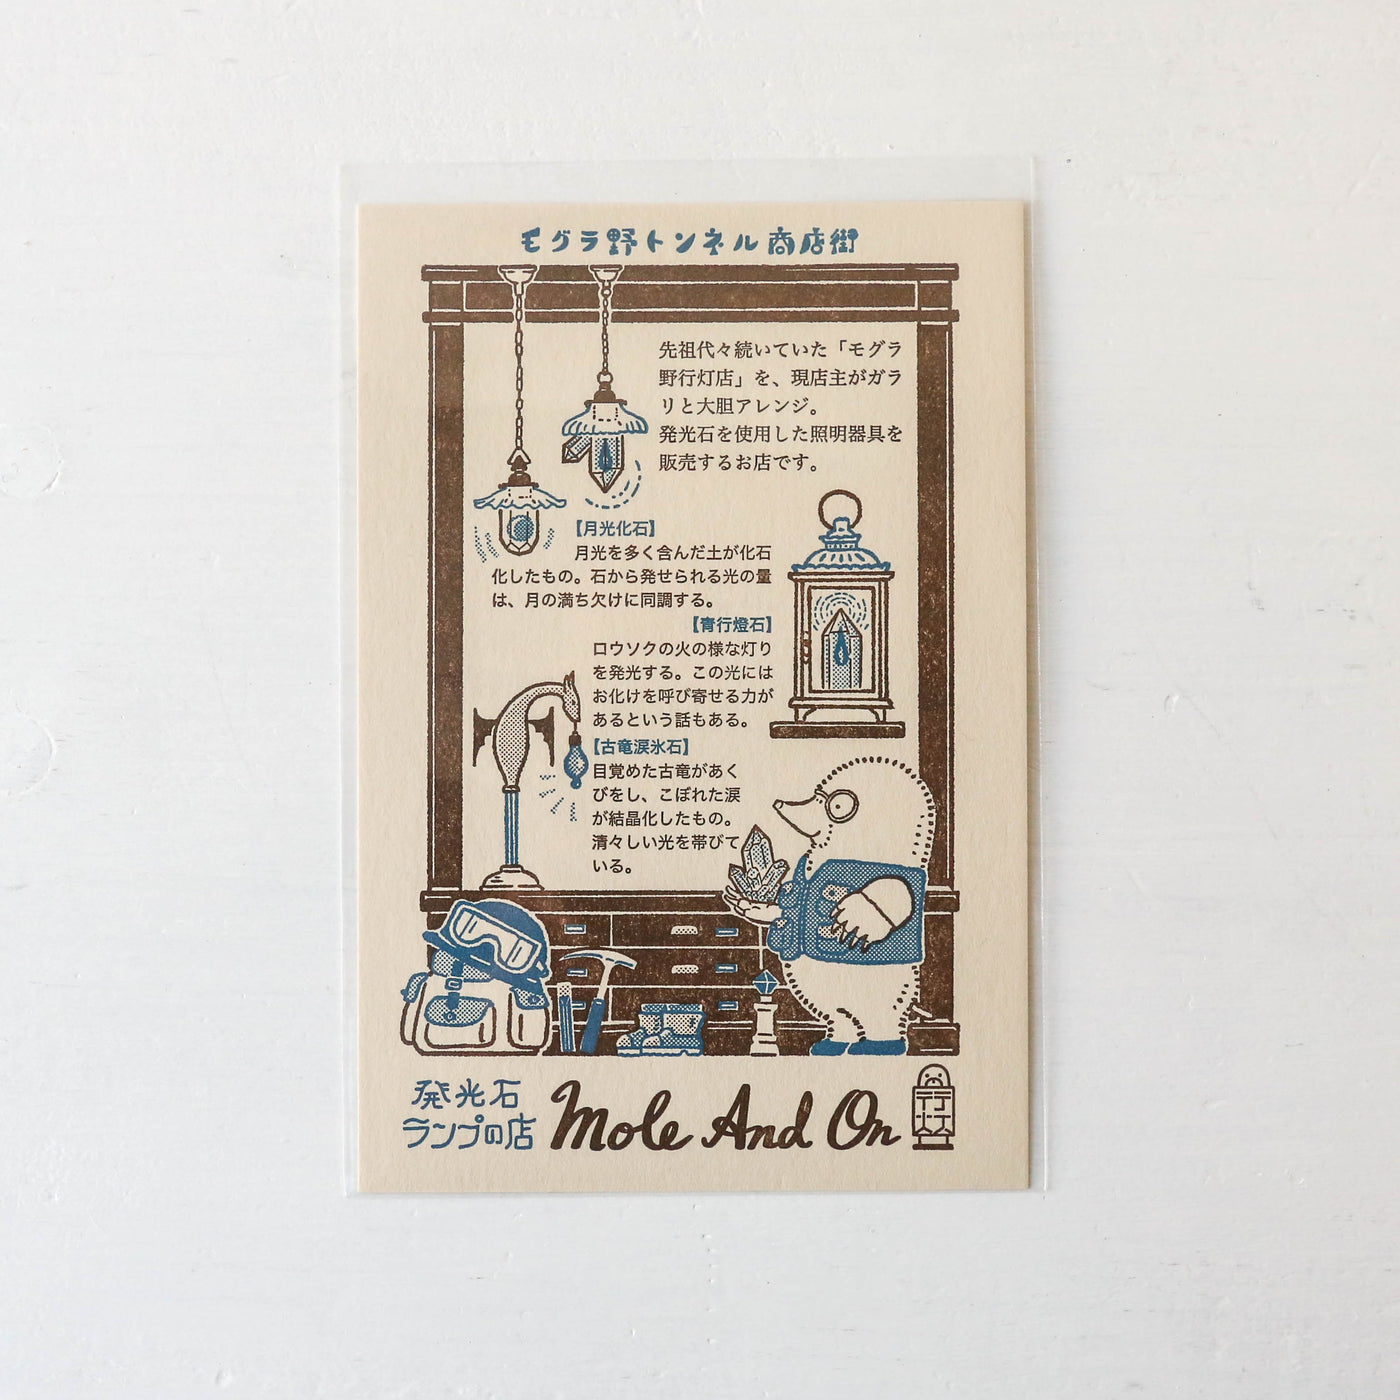 モグラ野トンネル商店街
先祖代々続いていた「モグラ
野行灯店」を、現店主がガラ
リと大胆アレンジ。
発光石を使用した照明器具を
販売するお店です。
【月光化石】
月光を多く含んだ土が化石
化したもの。石から発せられる光の量
は、月の満ち欠けに同調する。
【青行燈石】
ロウソクの火の様な灯り
を発光する。この光には
お化けを呼び寄せる力が
あるという話もある。
【古竜涙氷石】
目覚めた古竜があく
びをし、こぼれた涙
が結晶化したもの。
清々しい光を帯びて
いる。
発光石
ランプの店
Mole And On
行灯